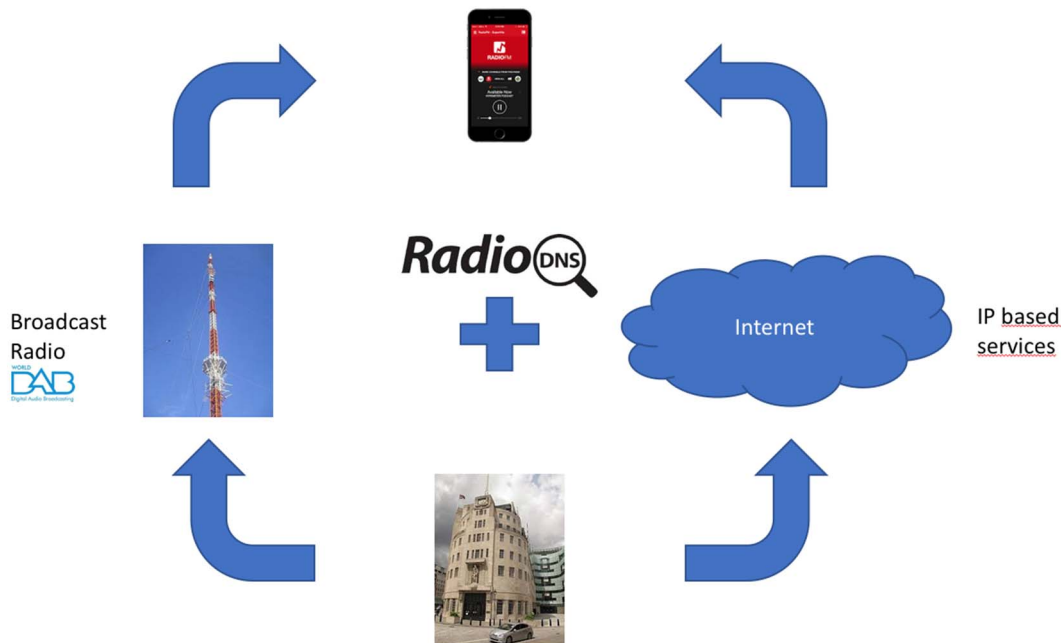 RADIOFM
Available Now
Radio DNS
Internet
Broadcast
Radio
WORLD
DAB
Digital Audio Broadcasting
IP based
services